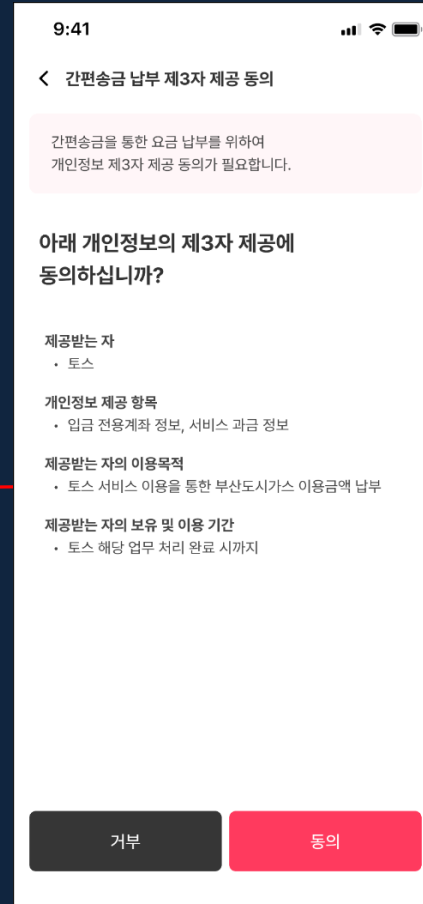 9:41
간편송금 납부 제3자 제공 동의
간편송금을 통한 요금 납부를 위하여
개인정보 제3자 제공 동의가 필요합니다.
아래 개인정보의 제3자 제공에
동의하십니까?
제공받는 자
• 토스
개인정보 제공 항목
• 입금 전용계좌 정보, 서비스 과금 정보
제공받는 자의 이용목적
• 토스 서비스 이용을 통한 부산도시가스 이용금액 납부
제공받는 자의 보유 및 이용 기간
• 토스 해당 업무 처리 완료 시까지
거부
동의